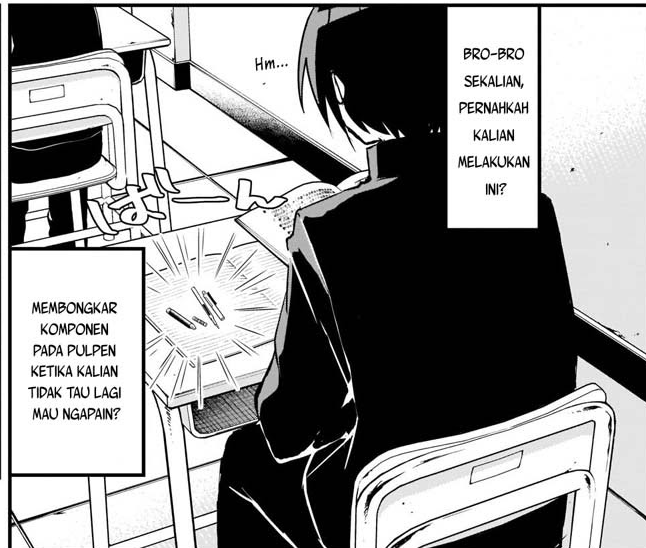 BRO-BRO
SEKALIAN,
PERNAHKAH
KALIAN
MELAKUKAN
INI?
Hm...
ばーん
MEMBONGKAR
KOMPONEN
PADA PULPEN
KETIKA KALIAN
TIDAK TAU LAGI
MAU NGAPAIN?